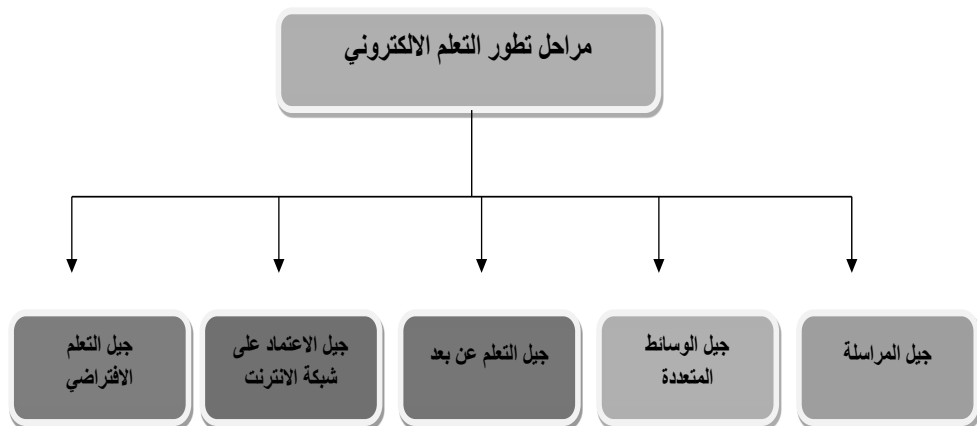 مراحل تطور التعلم الالكتروني
جيل المراسلة
جيل الوسائط
المتعددة
جيل التعلم عن بعد
جيل الاعتماد على
شبكة الانترنت
جيل التعلم
الافتراضي